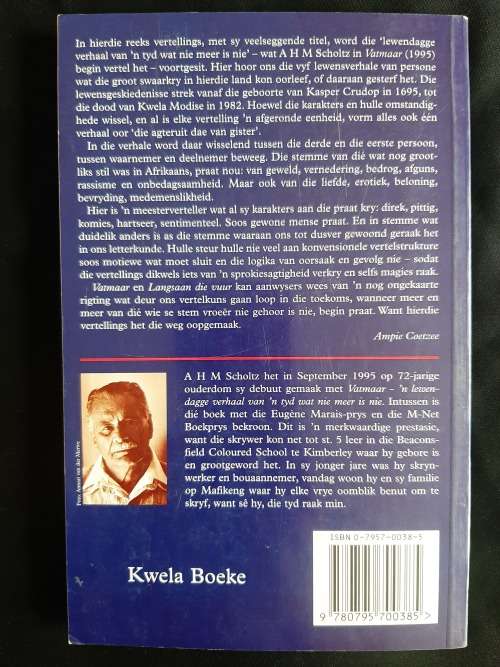 In hierdie reeks vertellings, met sy veelseggende titel, word die ‘lewendagge
verhaal van ’n tyd wat nie meer is nie’ – wat A H M Scholtz in Vatmaar (1995)
begin vertel het – voortgesit. Hier hoor ons die vyf lewensverhale van persone
wat die groot swaarkry in hierdie land kon oorleef, of daaraan gesterf het. Die
lewensgeskiedenisse strek vanaf die geboorte van Kasper Crudop in 1695, tot
die dood van Kwela Modise in 1982. Hoewel die karakters en hulle omstandig-
hede wissel, en al is elke vertelling ’n afgeronde eenheid, vorm alles ook één
verhaal oor ‘die agteruit dae van gister’.
In die verhale word daar wisselend tussen die derde en die eerste persoon,
tussen waarnemer en deelnemer beweeg. Die stemme van dié wat nog groot-
liks stil was in Afrikaans, praat nou: van geweld, vernedering, bedrog, afguns,
rassisme en onbedagsaamheid. Maar ook van die liefde, erotiek, beloning,
bevryding, medemenslikheid.
Hier is ’n meesterverteller wat al sy karakters aan die praat kry: direk, pittig,
komies, hartseer, sentimenteel. Soos gewone mense praat. En in stemme wat
duidelik anders is as die stemme waaraan ons tot dusver gewoond geraak het
in ons letterkunde. Hulle steur hulle nie veel aan konvensionele vertelstrukture
soos motiewe wat moet sluit en die logika van oorsaak en gevolg nie – sodat
die vertellings dikwels iets van ’n sprokiesagtigheid verkry en selfs magies raak.
Vatmaar en Langsaan die vuur kan aanwysers wees van ’n nog ongekaarte
rigting wat deur ons vertelkuns gaan loop in die toekoms, wanneer meer en
meer van dié wie se stem vroeër nie gehoor is nie, begin praat. Want hierdie
vertellings het die weg oopgemaak.
Ampie Coetzee
A H M Scholtz het in September 1995 op 72-jarige
ouderdom sy debuut gemaak met Vatmaar – ’n lewen-
dagge verhaal van ’n tyd wat nie meer is nie. Intussen is
dié boek met die Eugène Marais-prys en die M-Net
Boekprys bekroon. Dit is ’n merkwaardige prestasie,
want die skrywer kon net tot st. 5 leer in die Beacons-
field Coloured School te Kimberley waar hy gebore is
en grootgeword het. In sy jonger jare was hy skryn-
werker en bouaannemer, vandag woon hy en sy familie
op Mafikeng waar hy elke vrye oomblik benut om te
skryf, want sê hy, die tyd raak min.
Foto: Amour van der Merwe
ISBN 0-7957-0038-5
9 780795 700385 >
Kwela Boeke